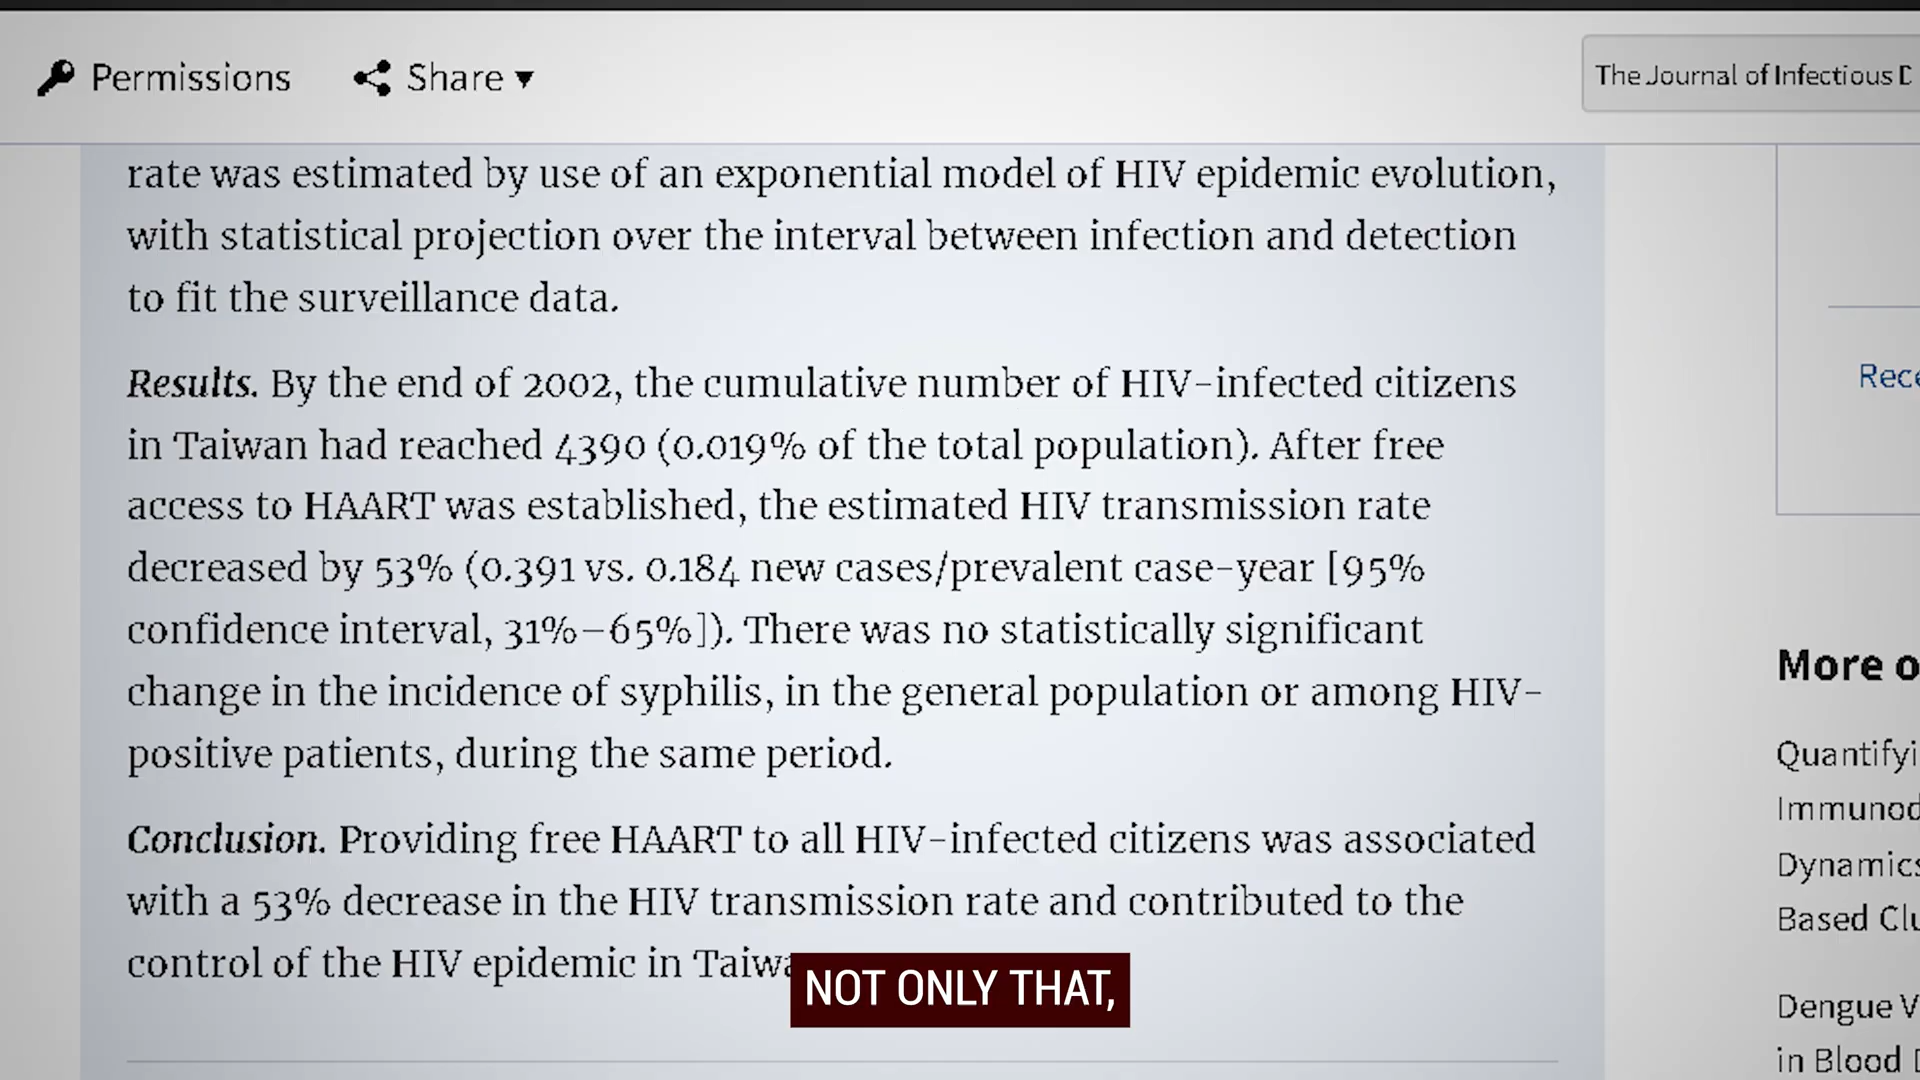 Permissions
Share ▾
The Journal of Infectious
rate was estimated by use of an exponential model of HIV epidemic evolution,
with statistical projection over the interval between infection and detection
to fit the surveillance data.
Results. By the end of 2002, the cumulative number of HIV-infected citizens
in Taiwan had reached 4390 (0.019% of the total population). After free
access to HAART was established, the estimated HIV transmission rate
decreased by 53% (0.391 vs. 0.184 new cases/prevalent case-year [95%
confidence interval, 31%–65%]). There was no statistically significant
change in the incidence of syphilis, in the general population or among HIV-
positive patients, during the same period.
Conclusion. Providing free HAART to all HIV-infected citizens was associated
with a 53% decrease in the HIV transmission rate and contributed to the
control of the HIV epidemic in Taiwa
NOT ONLY THAT,
Rece
More o
Quantifyi
Immunod
Dynamics
Based Clu
Dengue V
in Blood